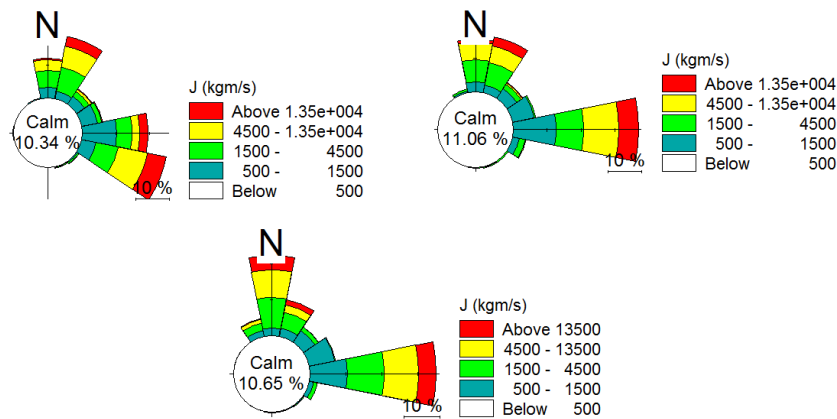 N
Calm
10.34 %
10 %
J (kgm/s)
Above 1.35e+004
4500 - 1.35e+004
1500 - 4500
500 - 1500
Below 500
N
Calm
11.06 %
10 %
J (kgm/s)
Above 1.35e+004
4500 - 1.35e+004
1500 - 4500
500 - 1500
Below 500
N
Calm
10.65 %
10 %
J (kgm/s)
Above 13500
4500 - 13500
1500 - 4500
500 - 1500
Below 500